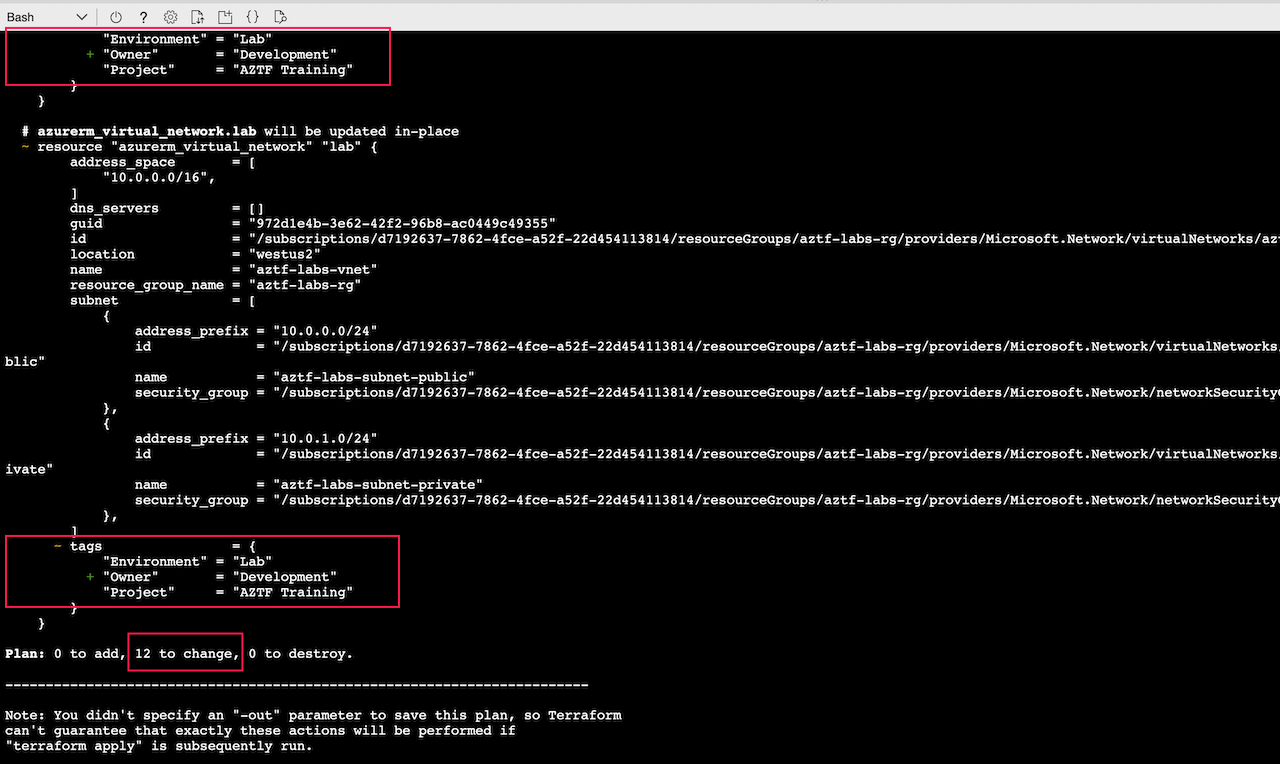 Bash
"Environment" = "Lab"
+ "Owner"       = "Development"
"Project"     = "AZTF Training"
}
}
# azurerm_virtual_network.lab will be updated in-place
~ resource "azurerm_virtual_network" "lab" {
address_space       = [
"10.0.0.0/16",
]
dns_servers         = []
guid                = "972d1e4b-3e62-42f2-96b8-ac0449c49355"
id                  = "/subscriptions/d7192637-7862-4fce-a52f-22d454113814/resourceGroups/aztf-labs-rg/providers/Microsoft.Network/virtualNetworks/azt
location            = "westus2"
name                = "aztf-labs-vnet"
resource_group_name = "aztf-labs-rg"
subnet              = [
{
address_prefix = "10.0.0.0/24"
id             = "/subscriptions/d7192637-7862-4fce-a52f-22d454113814/resourceGroups/aztf-labs-rg/providers/Microsoft.Network/virtualNetworks
blic"
name           = "aztf-labs-subnet-public"
security_group = "/subscriptions/d7192637-7862-4fce-a52f-22d454113814/resourceGroups/aztf-labs-rg/providers/Microsoft.Network/networkSecurity
},
{
address_prefix = "10.0.1.0/24"
id             = "/subscriptions/d7192637-7862-4fce-a52f-22d454113814/resourceGroups/aztf-labs-rg/providers/Microsoft.Network/virtualNetworks
ivate"
name           = "aztf-labs-subnet-private"
security_group = "/subscriptions/d7192637-7862-4fce-a52f-22d454113814/resourceGroups/aztf-labs-rg/providers/Microsoft.Network/networkSecurity
},
]
~ tags                = {
"Environment" = "Lab"
+ "Owner"       = "Development"
"Project"     = "AZTF Training"
}
}
Plan: 0 to add, 12 to change, 0 to destroy.
------------------------------------------------------------------------
Note: You didn't specify an "-out" parameter to save this plan, so Terraform
can't guarantee that exactly these actions will be performed if
"terraform apply" is subsequently run.